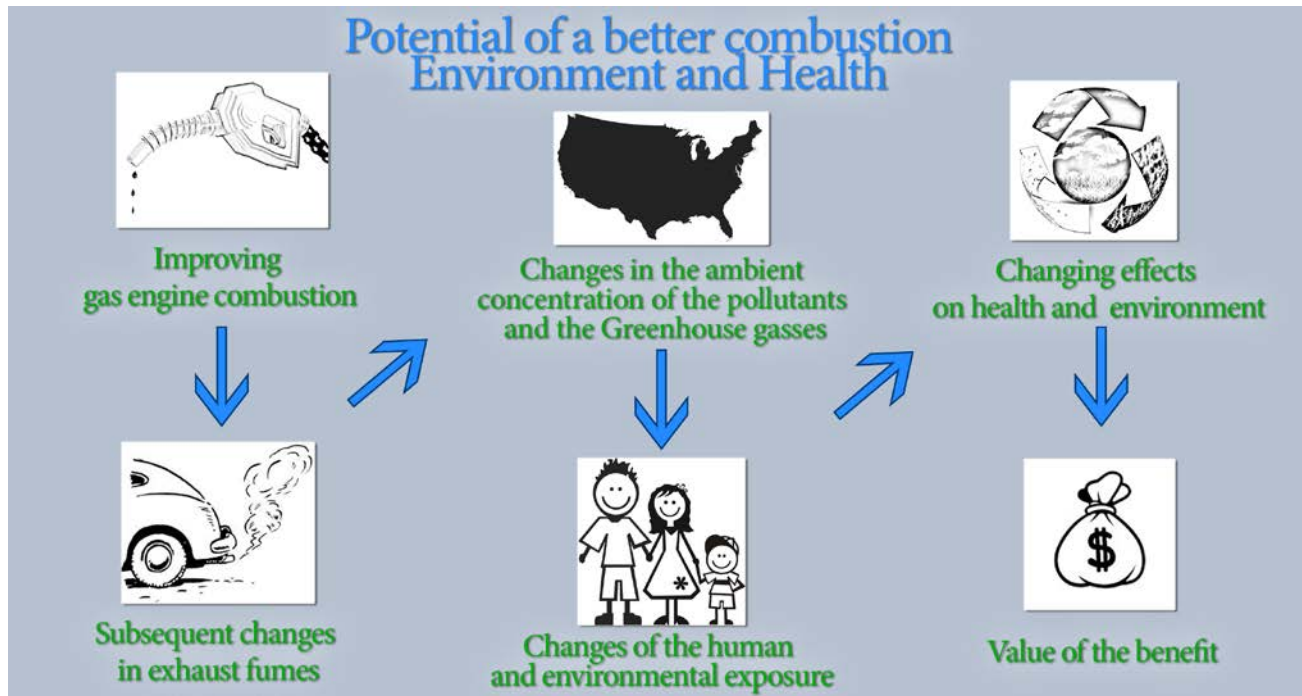 Potential of a better combustion
Environment and Health
Improving
gas engine combustion
Subsequent changes
in exhaust fumes
Changes in the ambient
concentration of the pollutants
and the Greenhouse gasses
Changes of the human
and environmental exposure
Changing effects
on health and environment
$
Value of the benefit